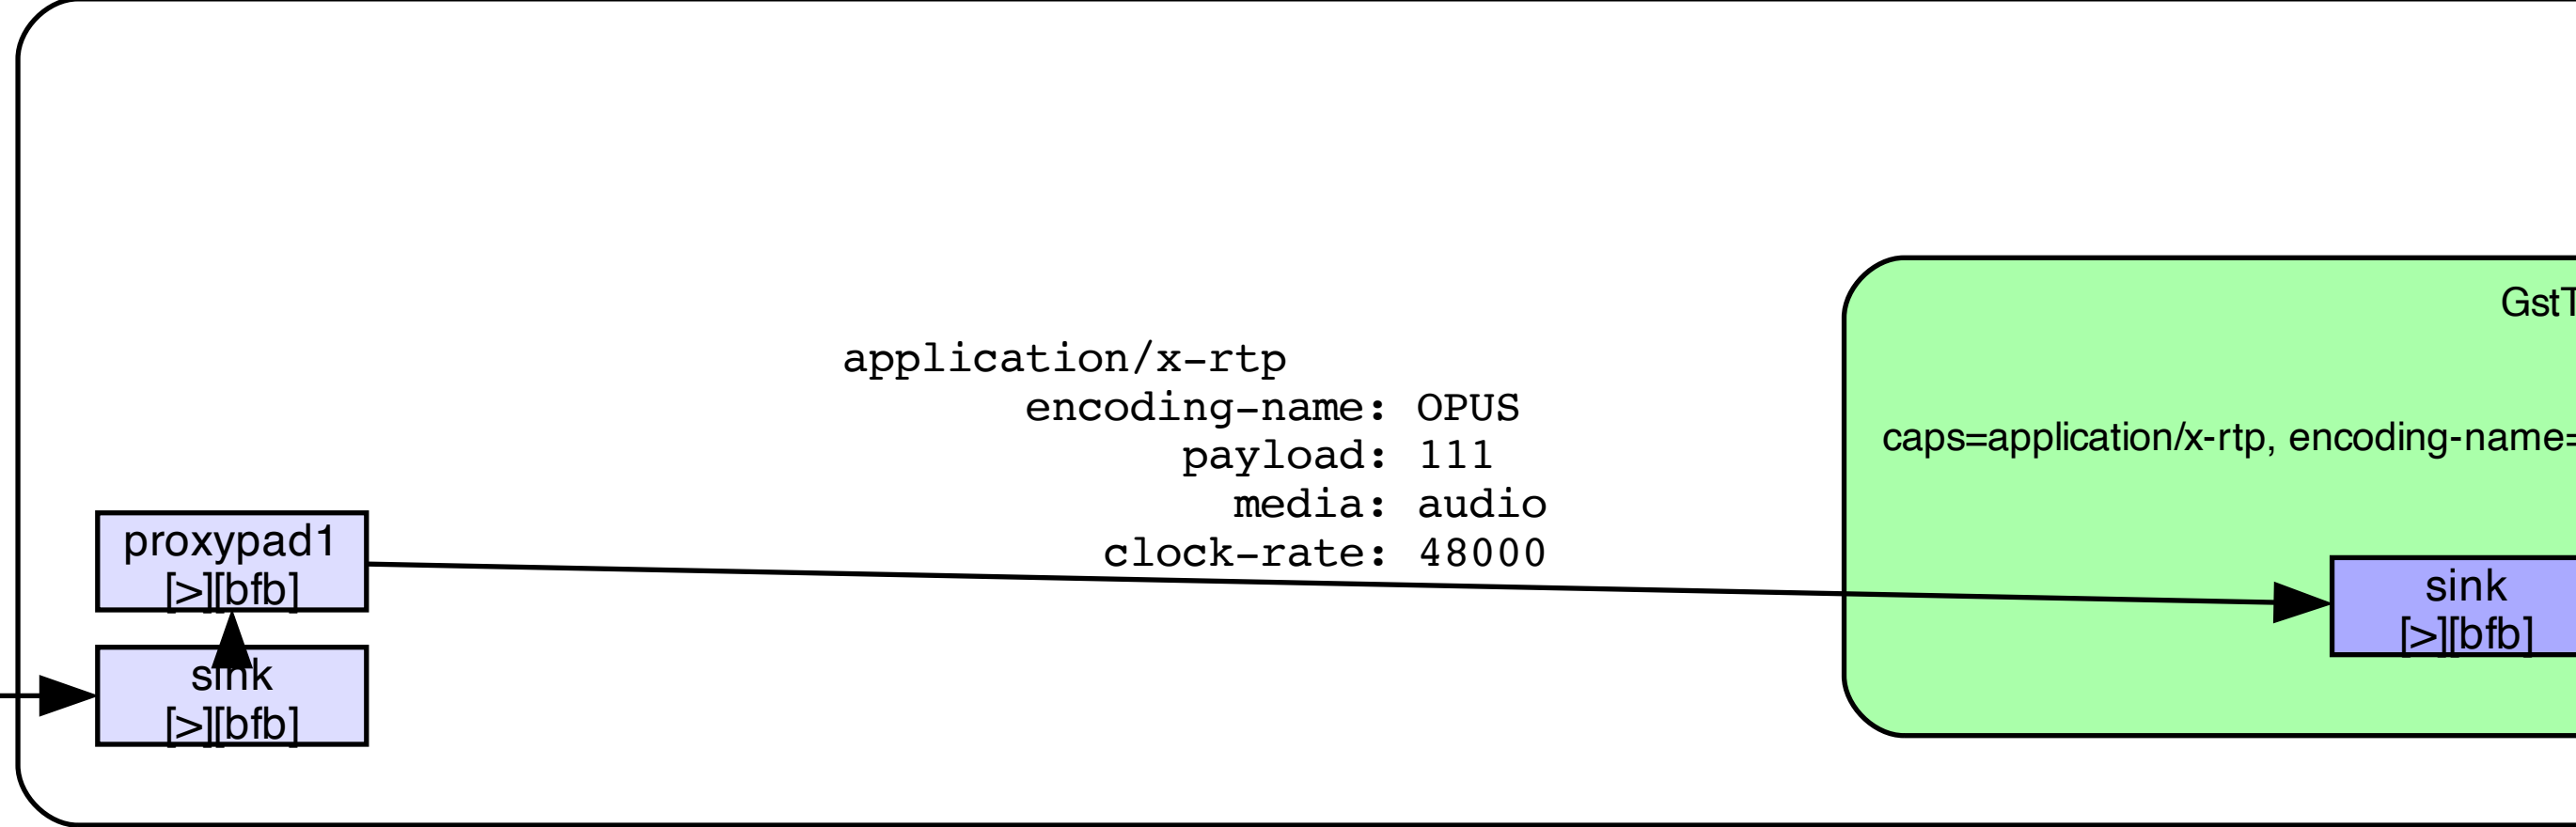 GstT
application/x-rtp
encoding-name: OPUS
payload: 111
media: audio
clock-rate: 48000
caps=application/x-rtp, encoding-name=
proxypad1
[>][bfb]
sink
[>][bfb]
sink
[>][bfb]